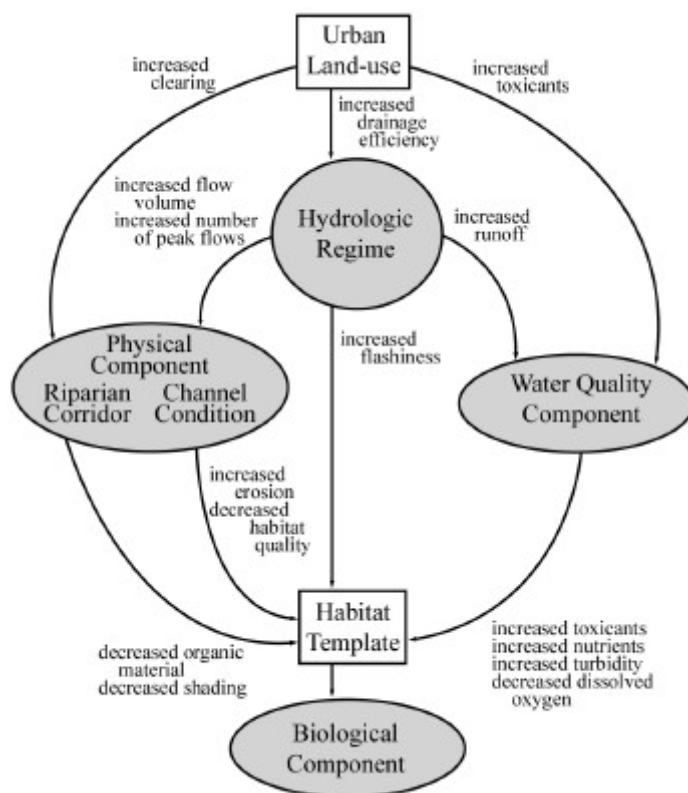 Urban
Land-use
increased
clearing
increased
toxicants
increased
drainage
efficiency
increased flow
volume
increased number
of peak flows
Hydrologic
Regime
increased
runoff
Physical
Component
Riparian
Corridor
Channel
Condition
increased
flashiness
Water Quality
Component
increased
erosion
decreased
habitat
quality
Habitat
Template
decreased organic
material
decreased shading
increased toxicants
increased nutrients
increased turbidity
decreased dissolved
oxygen
Biological
Component